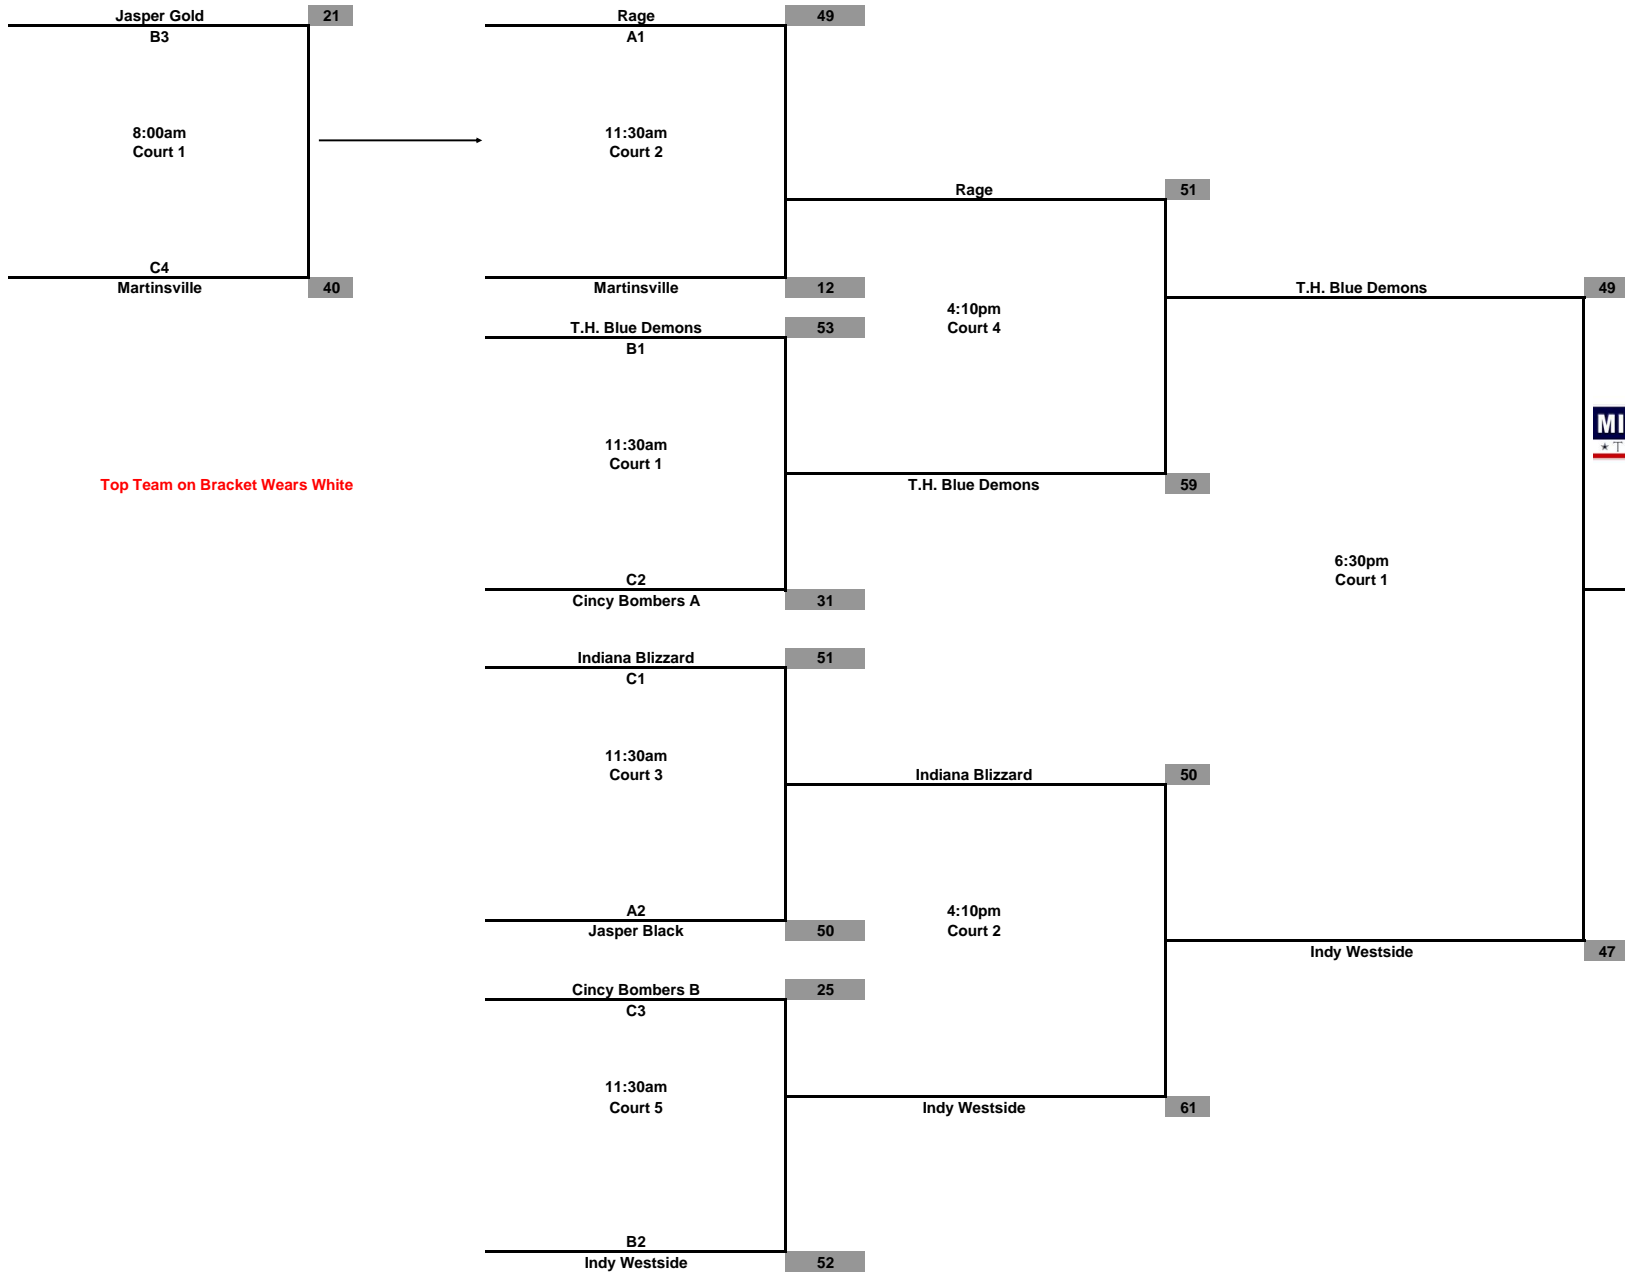 Jasper Gold 21
B3
8:00am
Court 1
C4
Martinsville 40
Top Team on Bracket Wears White
Rage 49
A1
11:30am
Court 2
Martinsville 12
T.H. Blue Demons 53
B1
11:30am
Court 1
C2
Cincy Bombers A 31
Indiana Blizzard 51
C1
11:30am
Court 3
A2
Jasper Black 50
Cincy Bombers B 25
C3
11:30am
Court 5
B2
Indy Westside 52
Rage 51
4:10pm
Court 4
T.H. Blue Demons 59
Indiana Blizzard 50
4:10pm
Court 2
Indy Westside 61
T.H. Blue Demons 49
6:30pm
Court 1
Indy Westside 47
MI
T